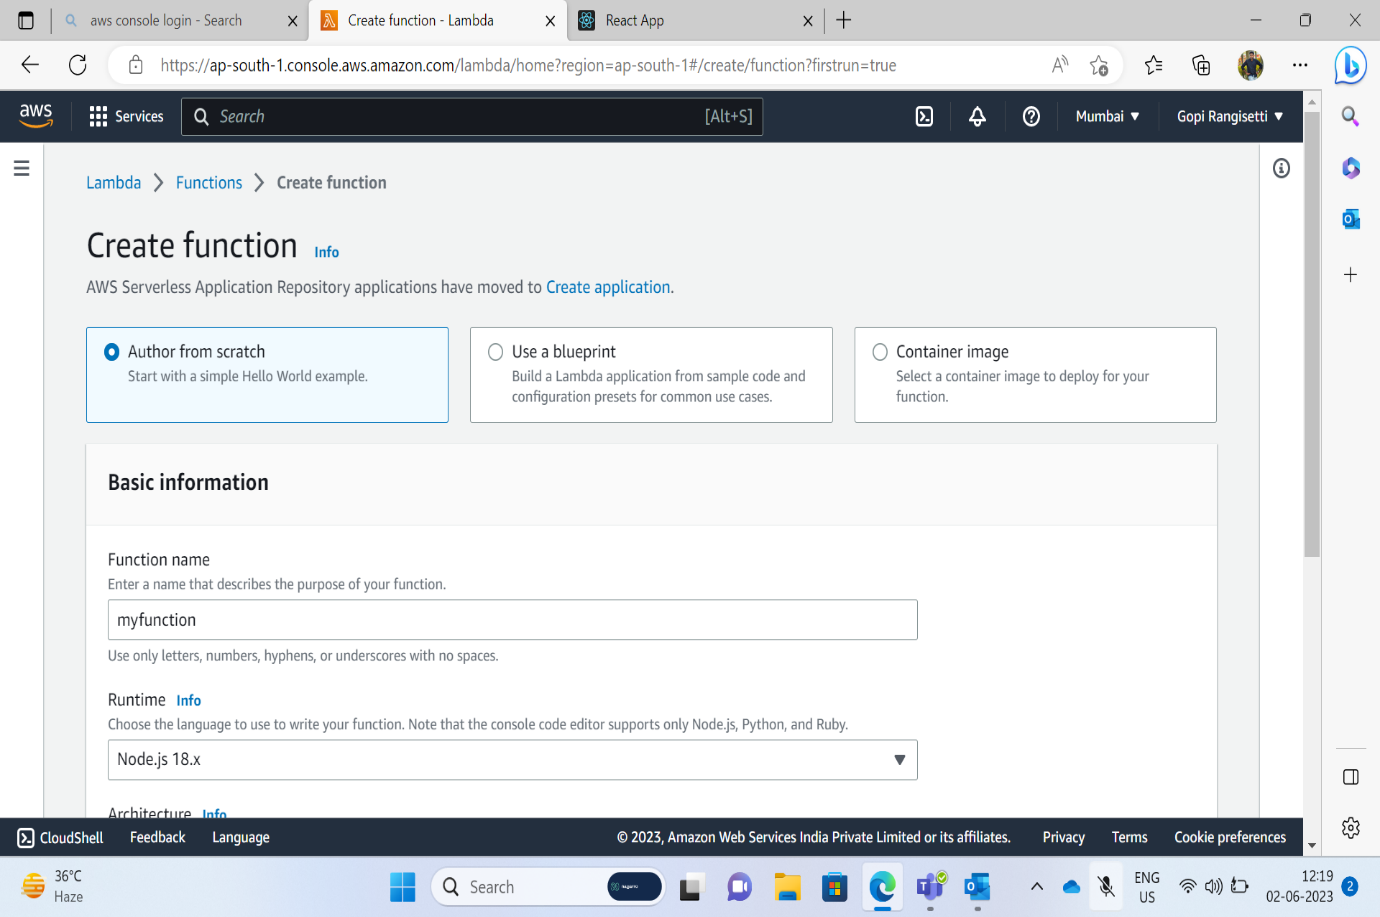 aws console login - Search
Create function - Lambda
React App
https://ap-south-1.console.aws.amazon.com/lambda/home?region=ap-south-1#/create/function?firstrun=true
aws
Services
Search
[Alt+S]
Mumbai
Gopi Rangisetti
Lambda
Functions
Create function
Create function Info
AWS Serverless Application Repository applications have moved to Create application.
Author from scratch
Start with a simple Hello World example.
Use a blueprint
Build a Lambda application from sample code and
configuration presets for common use cases.
Container image
Select a container image to deploy for your
function.
Basic information
Function name
Enter a name that describes the purpose of your function.
myfunction
Use only letters, numbers, hyphens, or underscores with no spaces.
Runtime Info
Choose the language to use to write your function. Note that the console code editor supports only Node.js, Python, and Ruby.
Node.js 18.x
Architecture Info
CloudShell
Feedback
Language
© 2023, Amazon Web Services India Private Limited or its affiliates.
Privacy
Terms
Cookie preferences
36°C
Haze
Search
ENG
US
12:19
02-06-2023
2